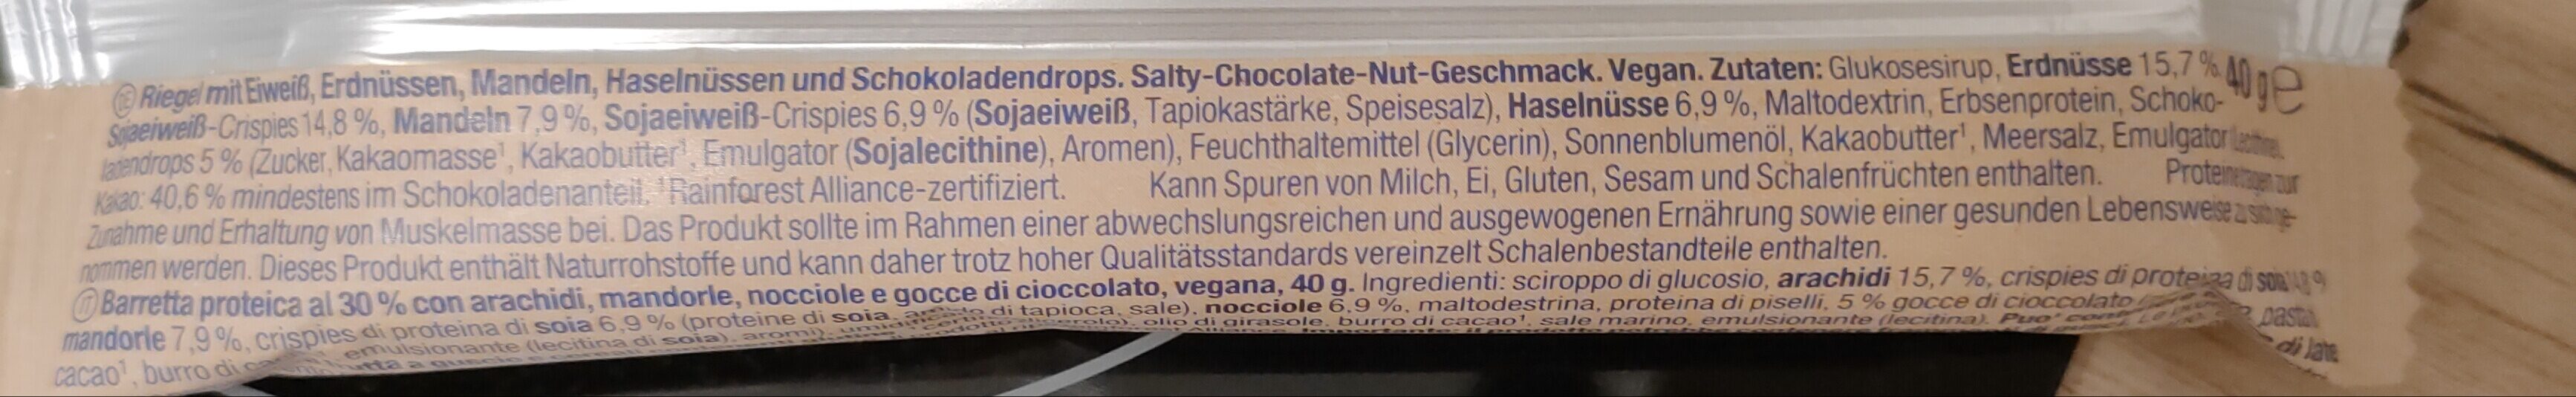 DE Riegel mit Eiweiß, Erdnüssen, Mandeln, Haselnüssen und Schokoladendrops. Salty-Chocolate-Nut-Geschmack. Vegan. Zutaten: Glukosesirup, Erdnüsse 15,7 %, 40 g e
Sojaeiweiß-Crispies 14,8 %, Mandeln 7,9 %, Sojaeiweiß-Crispies 6,9 % (Sojaeiweiß, Tapiokastärke, Speisesalz), Haselnüsse 6,9 %, Maltodextrin, Erbsenprotein, Schoko-
ladendrops 5 % (Zucker, Kakaomasse¹, Kakaobutter¹, Emulgator (Sojalecithine), Aromen), Feuchthaltemittel (Glycerin), Sonnenblumenöl, Kakaobutter¹, Meersalz, Emulgator
Kakao: 40,6 % mindestens im Schokoladenanteil. ¹Rainforest Alliance-zertifiziert. Kann Spuren von Milch, Ei, Gluten, Sesam und Schalenfrüchten enthalten. Proteine tragen zur
Zunahme und Erhaltung von Muskelmasse bei. Das Produkt sollte im Rahmen einer abwechslungsreichen und ausgewogenen Ernährung sowie einer gesunden Lebensweise zu sich ge-
nommen werden. Dieses Produkt enthält Naturrohstoffe und kann daher trotz hoher Qualitätsstandards vereinzelt Schalenbestandteile enthalten.
IT Barretta proteica al 30 % con arachidi, mandorle, nocciole e gocce di cioccolato, vegana, 40 g. Ingredienti: sciroppo di glucosio, arachidi 15,7 %, crispies di proteina di soia
mandorle 7,9 %, crispies di proteina di soia 6,9 % (proteine di soia, di tapioca, sale), nocciole 6,9 %, maltodestrina, proteina di piselli, 5 % gocce di cioccolato
cacao¹, burro di emulsionante (lecitina di soia), aromi), olio di girasole, burro di cacao¹, sale marino, emulsionante (lecitina). Può